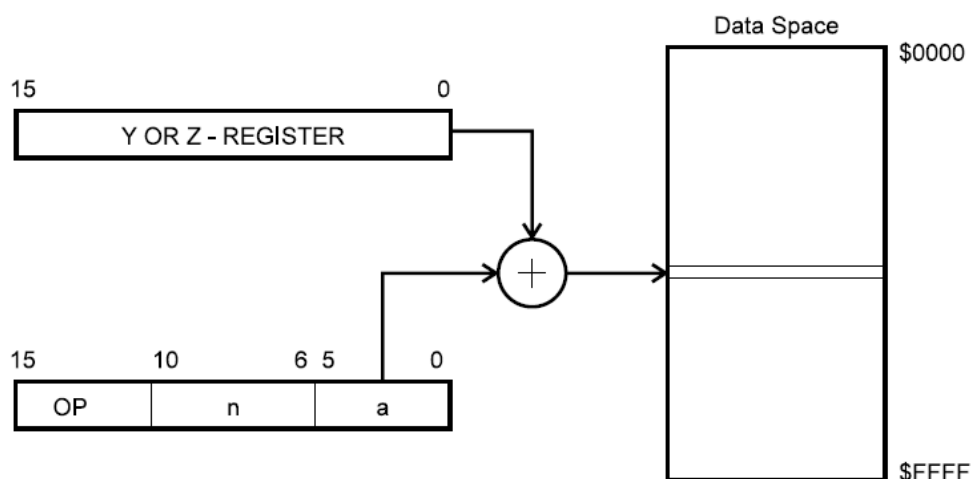 Data Space
$0000
15 0
Y OR Z - REGISTER
+
15 10 6 5 0
OP n a
$FFFF